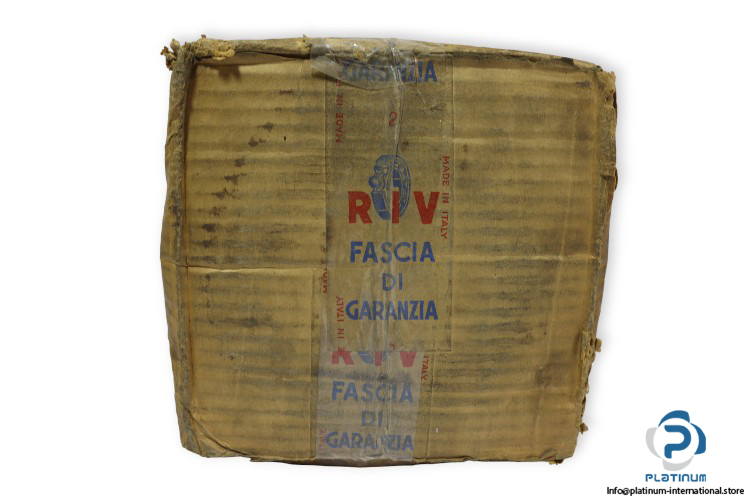 GARANZIA
MADE IN
RIV
MADE IN ITALY
FASCIA
DI
GARANZIA
MADE
E IN ITALY
RIV
ITALY
FASCIA
DI
GARANZIA
PLATINUM
Info@platinum-international.store